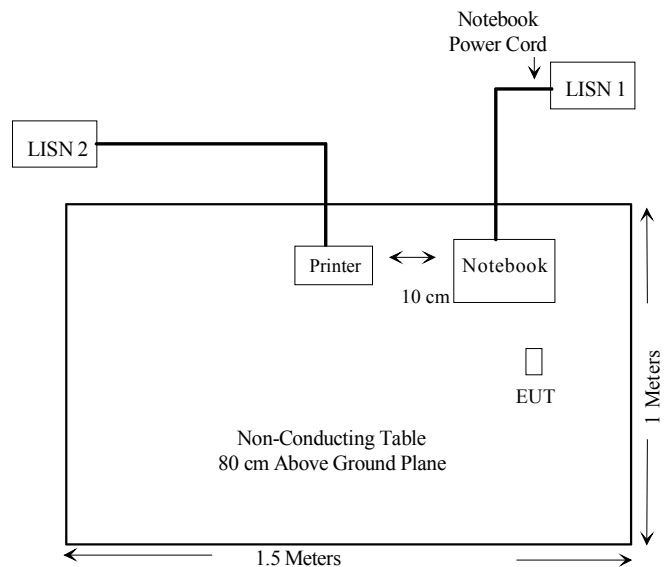 Notebook
Power Cord
LISN 1
LISN 2
Printer
Notebook
10 cm
EUT
1 Meters
Non-Conducting Table
80 cm Above Ground Plane
1.5 Meters